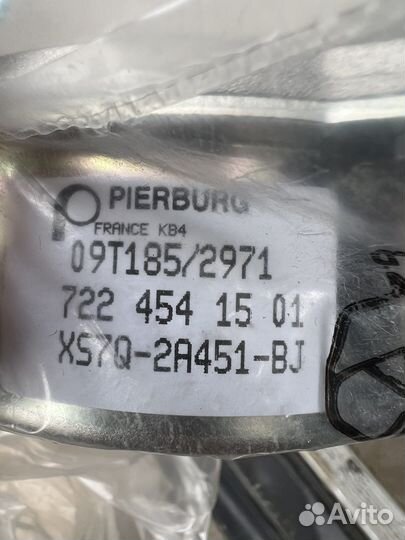 PIERBURG
FRANCE KB4
09T185/2971
722 454 15 01
XS7Q-2A451-BJ
Avito